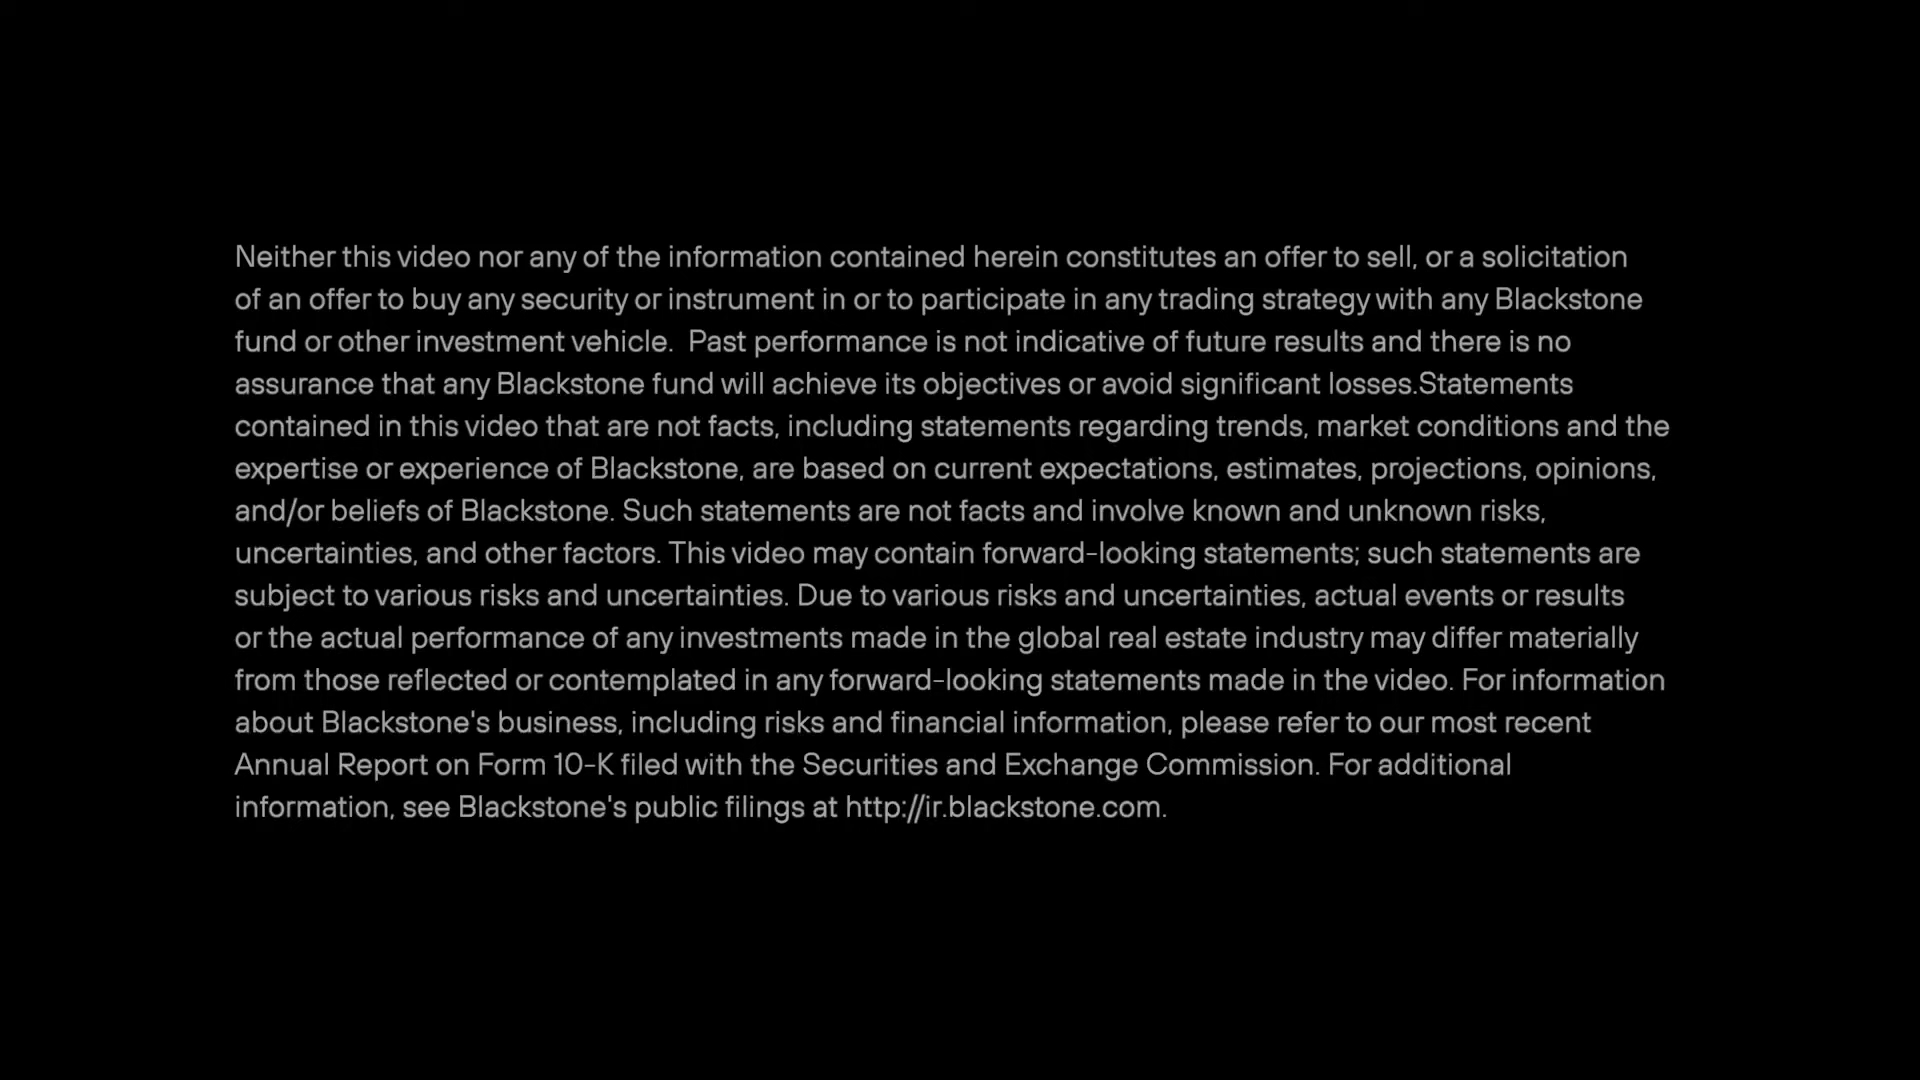 Neither this video nor any of the information contained herein constitutes an offer to sell, or a solicitation
of an offer to buy any security or instrument in or to participate in any trading strategy with any Blackstone
fund or other investment vehicle.  Past performance is not indicative of future results and there is no
assurance that any Blackstone fund will achieve its objectives or avoid significant losses.Statements
contained in this video that are not facts, including statements regarding trends, market conditions and the
expertise or experience of Blackstone, are based on current expectations, estimates, projections, opinions,
and/or beliefs of Blackstone. Such statements are not facts and involve known and unknown risks,
uncertainties, and other factors. This video may contain forward-looking statements; such statements are
subject to various risks and uncertainties. Due to various risks and uncertainties, actual events or results
or the actual performance of any investments made in the global real estate industry may differ materially
from those reflected or contemplated in any forward-looking statements made in the video. For information
about Blackstone's business, including risks and financial information, please refer to our most recent
Annual Report on Form 10-K filed with the Securities and Exchange Commission. For additional
information, see Blackstone's public filings at http://ir.blackstone.com.